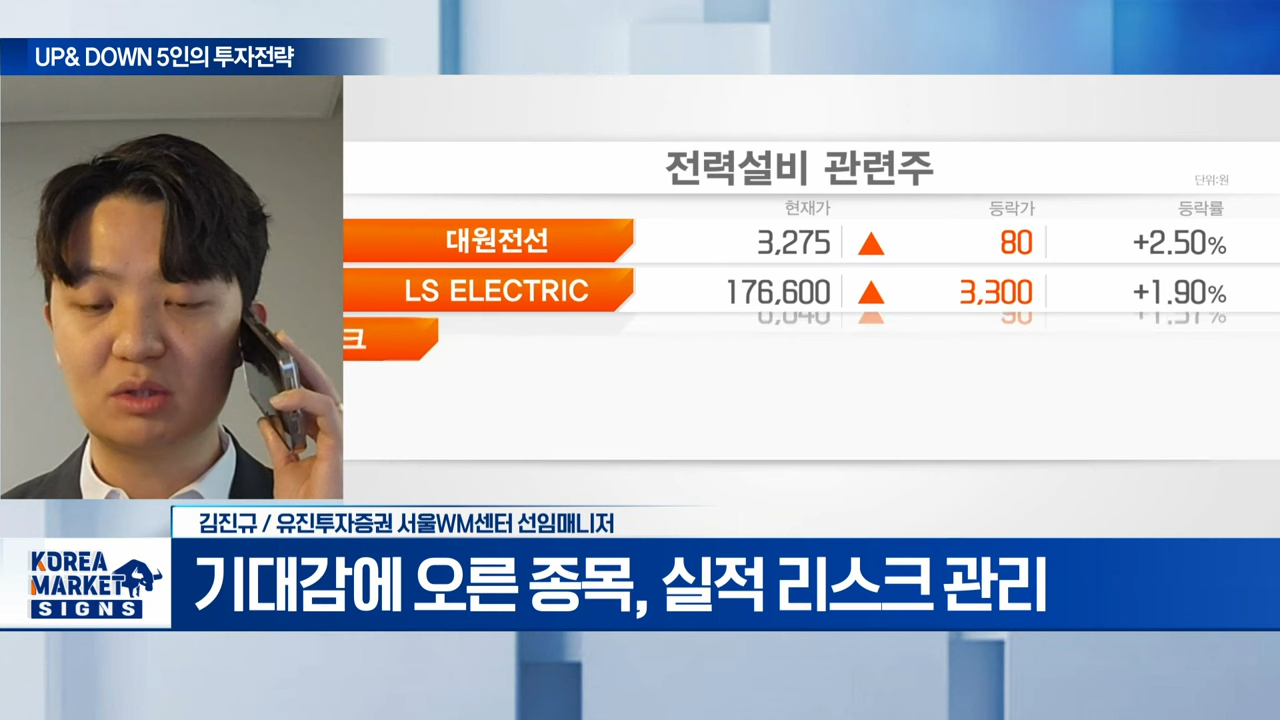 UP& DOWN 5인의 투자전략
전력설비 관련주
단위:원
현재가 등락가 등락률
대원전선 3,275 ▲ 80 +2.50%
LS ELECTRIC 176,600 ▲ 3,300 +1.90%
크
김진규 / 유진투자증권 서울WM센터 선임매니저
KOREA
MARKET
SIGNS
기대감에 오른 종목, 실적 리스크 관리